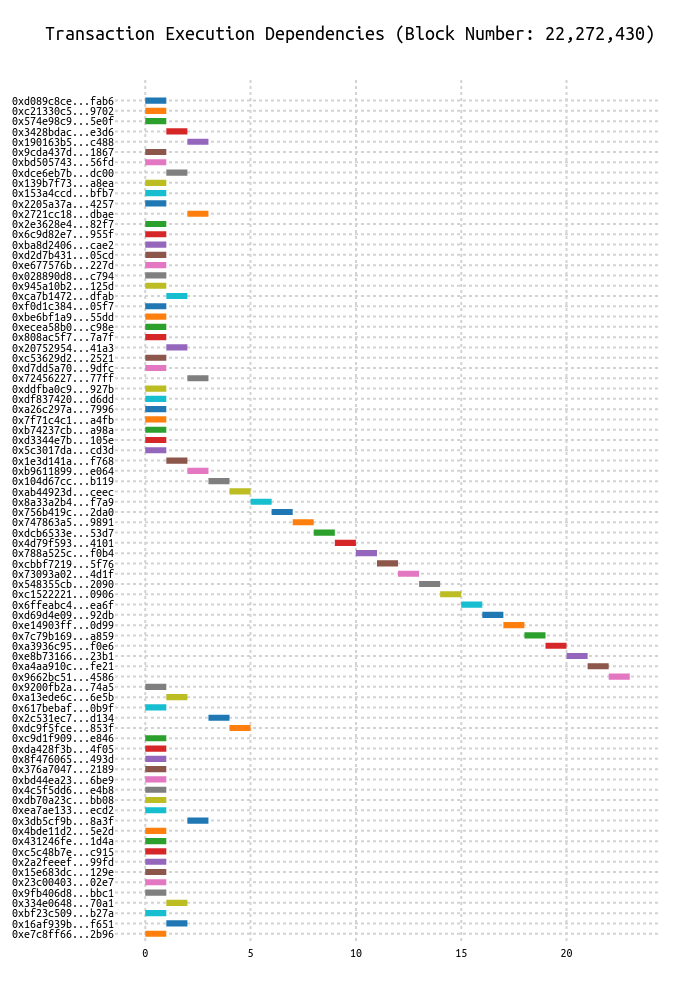 Transaction Execution Dependencies (Block Number: 22,272,430)
0xd089c8ce...fab6
0xc21330c5...9702
0x574e98c9...5e0f
0x3428bdac...e3d6
0x190163b5...c488
0x9cda437d...1867
0xbd505743...56fd
0xdce6eb7b...dc00
0x139b7f73...a8ea
0x153a4ccd...bfb7
0x2205a37a...4257
0x2721cc18...dbae
0x2e3628e4...82f7
0x6c9d82e7...955f
0xba8d2406...cae2
0xd2d7b431...05cd
0xe677576b...227d
0x028890d8...c794
0x945a10b2...125d
0xca7b1472...dfab
0xf0d1c384...05f7
0xbe6bf1a9...55dd
0xecea58b0...c98e
0x808ac5f7...7a7f
0x20752954...41a3
0xc53629d2...2521
0xd7dd5a70...9dfc
0x72456227...77ff
0xddfba0c9...927b
0xdf837420...d6dd
0xa26c297a...7996
0x7f71c4c1...a4fb
0xb74237cb...a98a
0xd3344e7b...105e
0x5c3017da...cd3d
0x1e3d141a...f768
0xb9611899...e064
0x104d67cc...b119
0xab44923d...ceec
0x8a33a2b4...f7a9
0x756b419c...2da0
0x747863a5...9891
0xdcb6533e...53d7
0x4d79f593...4101
0x788a525c...f0b4
0xcbbf7219...5f76
0x73093a02...4d1f
0x548355cb...2090
0xc1522221...0906
0x6ffeabc4...ea6f
0xd69d4e09...92db
0xe14903ff...0d99
0x7c79b169...a859
0xa3936c95...f0e6
0xe8b73166...23b1
0xa4aa910c...fe21
0x9662bc51...4586
0x9200fb2a...74a5
0xa13ede6c...6e5b
0x617bebaf...0b9f
0x2c531ec7...d134
0xdc9f5fce...853f
0xc9d1f909...e846
0xda428f3b...4f05
0x8f476065...493d
0x376a7047...2189
0xbd44ea23...6be9
0x4c5f5dd6...e4b8
0xdb70a23c...bb08
0xea7ae133...ecd2
0x3db5cf9b...8a3f
0x4bde11d2...5e2d
0x431246fe...1d4a
0xc5c48b7e...c915
0x2a2feeef...99fd
0x15e683dc...129e
0x23c00403...02e7
0x9fb406d8...bbc1
0x334e0648...70a1
0xbf23c509...b27a
0x16af939b...f651
0xe7c8ff66...2b96
0 5 10 15 20